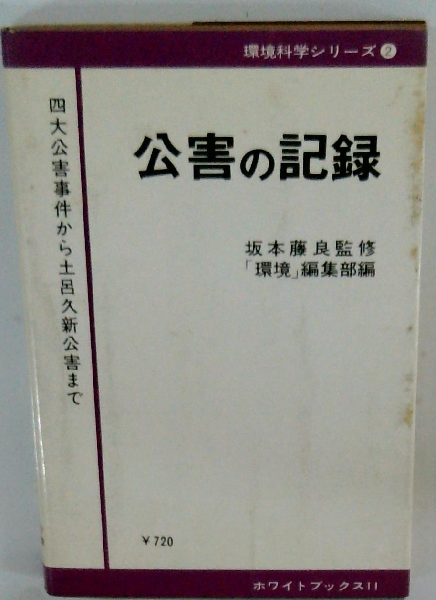 環境科学シリーズ❷
公害の記録
坂本藤良監修
「環境」編集部編
四大公害事件から土呂久新公害まで
￥720
ホワイトブックス11